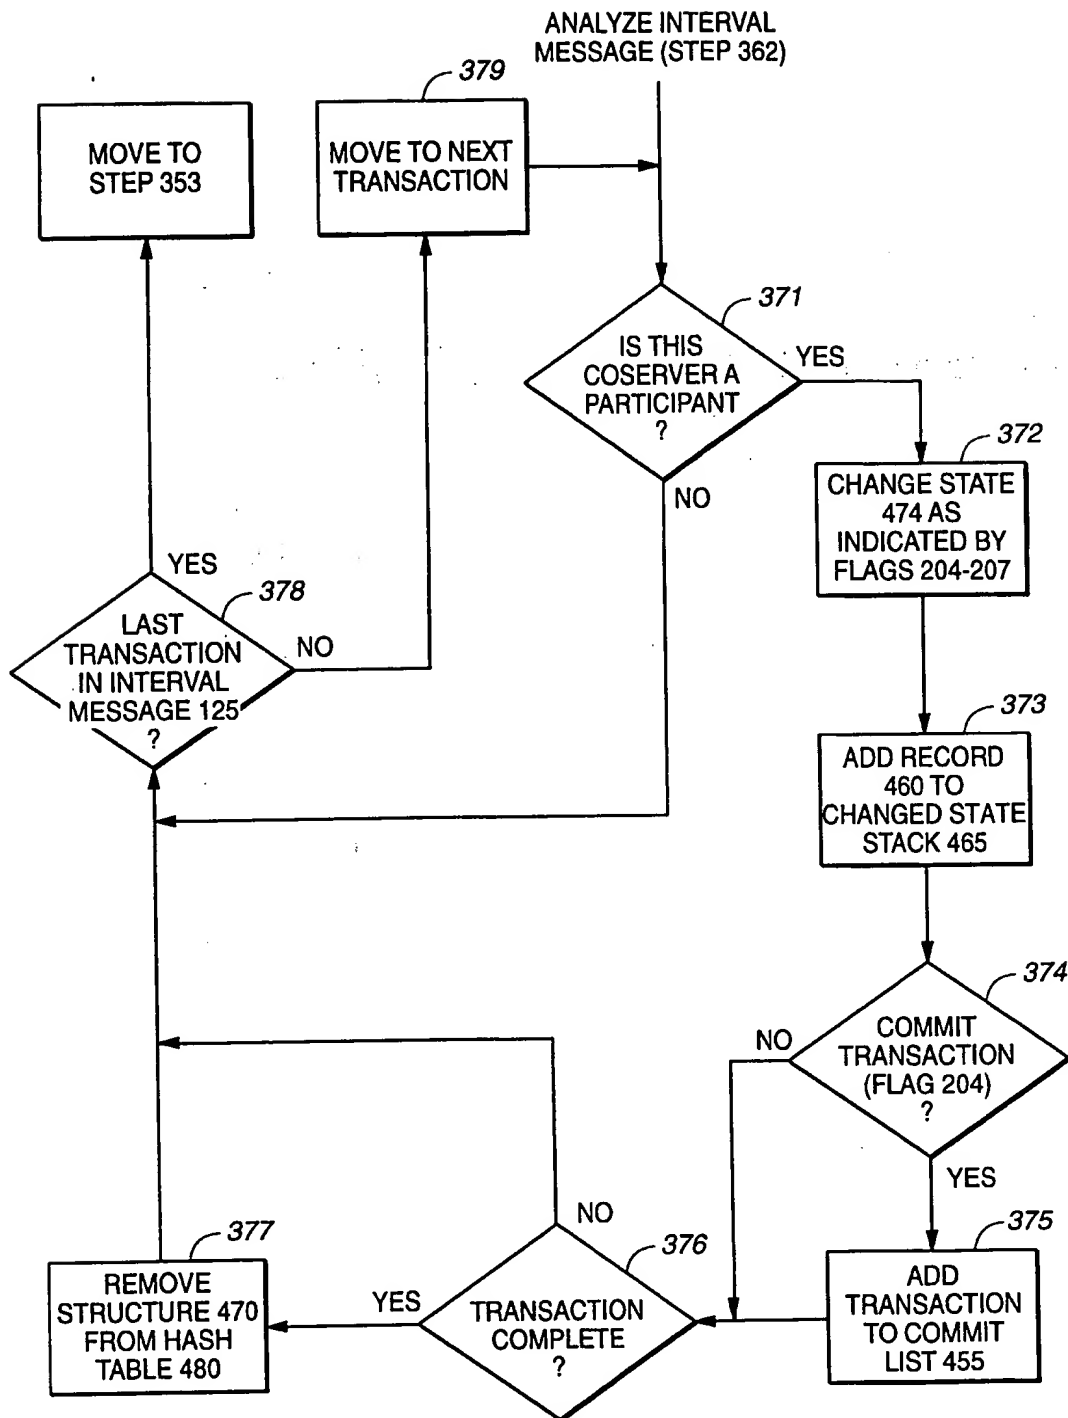 ANALYZE INTERVAL
MESSAGE (STEP 362)
379
MOVE TO
STEP 353
MOVE TO NEXT
TRANSACTION
371
IS THIS
COSERVER A
PARTICIPANT
?
YES
NO
372
CHANGE STATE
474 AS
INDICATED BY
FLAGS 204-207
YES
378
LAST
TRANSACTION
IN INTERVAL
MESSAGE 125
?
NO
373
ADD RECORD
460 TO
CHANGED STATE
STACK 465
374
NO
COMMIT
TRANSACTION
(FLAG 204)
?
YES
375
ADD
TRANSACTION
TO COMMIT
LIST 455
NO
376
TRANSACTION
COMPLETE
?
YES
377
REMOVE
STRUCTURE 470
FROM HASH
TABLE 480